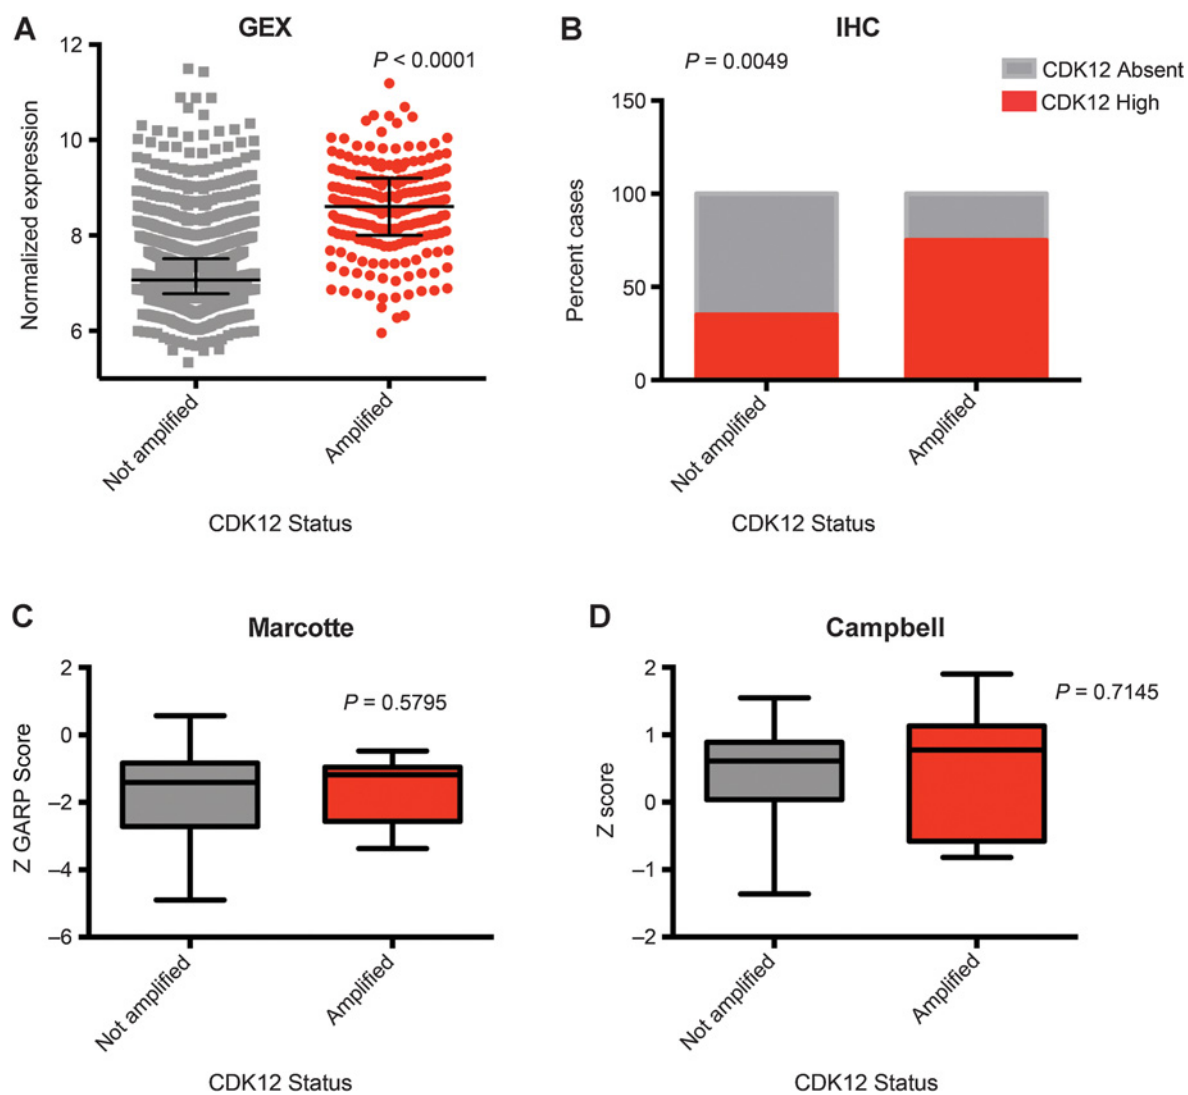 A
GEX
P < 0.0001
Normalized expression
12
10
8
6
Not amplified
Amplified
CDK12 Status
B
IHC
P = 0.0049
CDK12 Absent
CDK12 High
Percent cases
150
100
50
0
Not amplified
Amplified
CDK12 Status
C
Marcotte
P = 0.5795
Z GARP Score
2
0
–2
–4
–6
Not amplified
Amplified
CDK12 Status
D
Campbell
P = 0.7145
Z score
2
1
0
–1
–2
Not amplified
Amplified
CDK12 Status